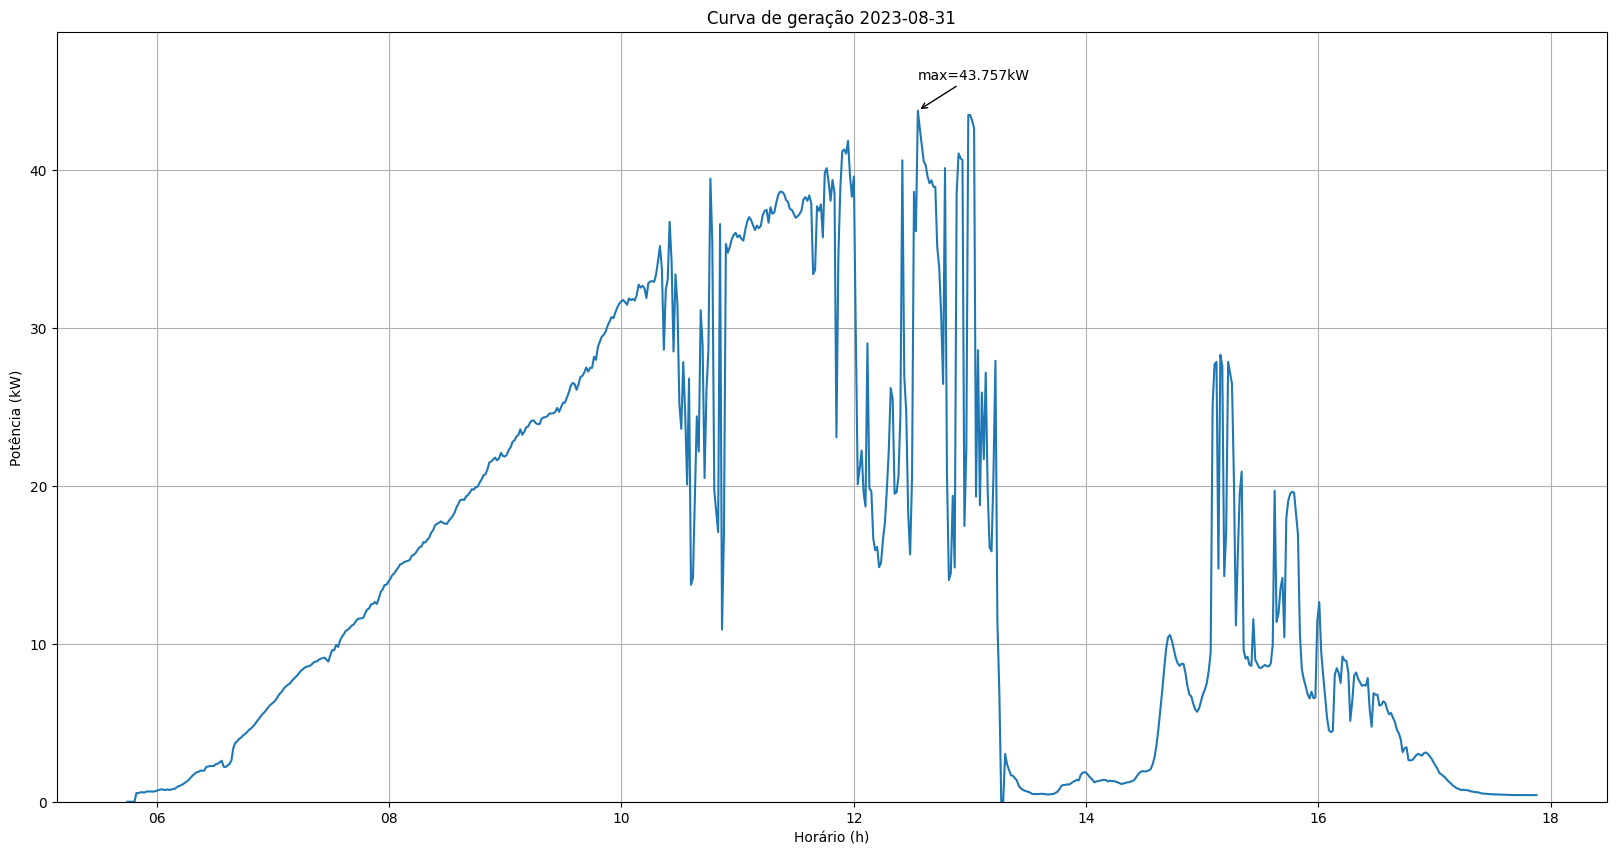 Curva de geração 2023-08-31
max=43.757kW
Potência (kW)
40
30
20
10
0
06 08 10 12 14 16 18
Horário (h)